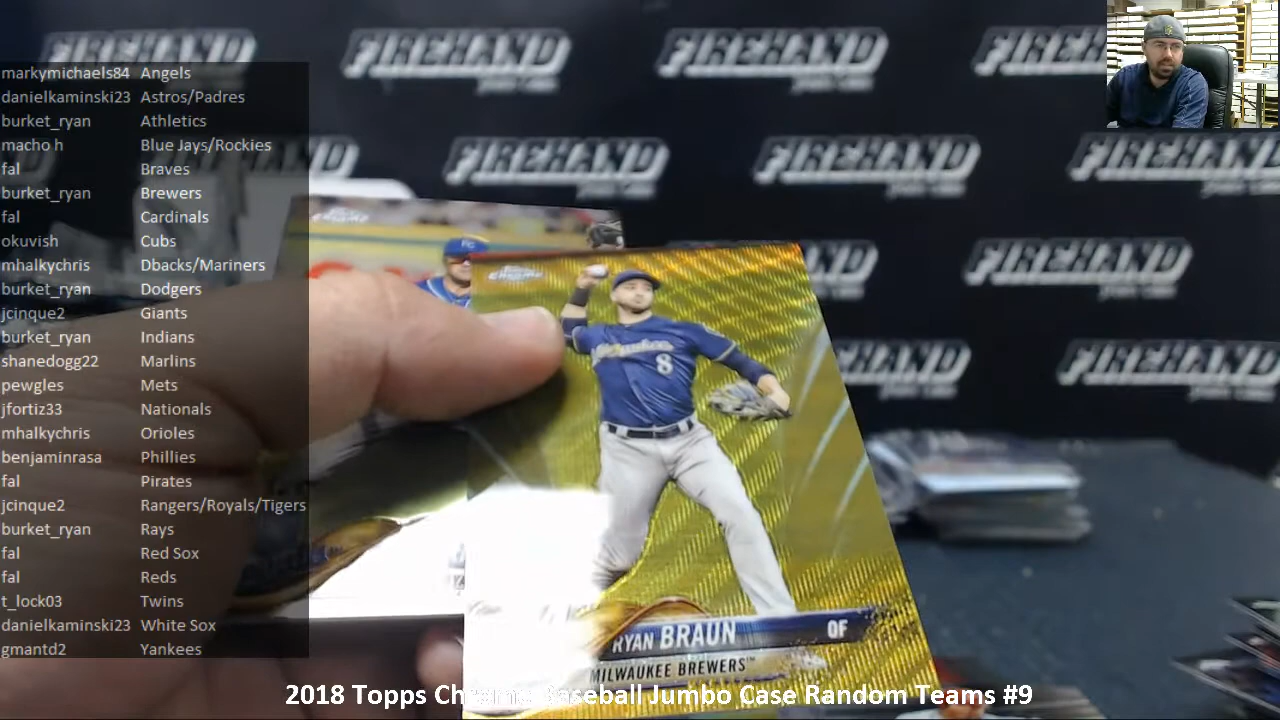 FIREHAND FIREHAND FIREHAND FIREHAND
markymichaels84 Angels
danielkaminski23 Astros/Padres
burket_ryan Athletics
macho h Blue Jays/Rockies
fal Braves
burket_ryan Brewers
fal Cardinals
okuvish Cubs
mhalkychris Dbacks/Mariners
burket_ryan Dodgers
jcinque2 Giants
burket_ryan Indians
shanedogg22 Marlins
pewgles Mets
jfortiz33 Nationals
mhalkychris Orioles
benjaminrasa Phillies
fal Pirates
jcinque2 Rangers/Royals/Tigers
burket_ryan Rays
fal Red Sox
fal Reds
t_lock03 Twins
danielkaminski23 White Sox
gmantd2 Yankees
FIREHAND FIREHAND FIREHAND
FIREHAND
FIREHAND
KC
Milwaukee
8
RYAN BRAUN OF
MILWAUKEE BREWERS™
2018 Topps Chrome Baseball Jumbo Case Random Teams #9